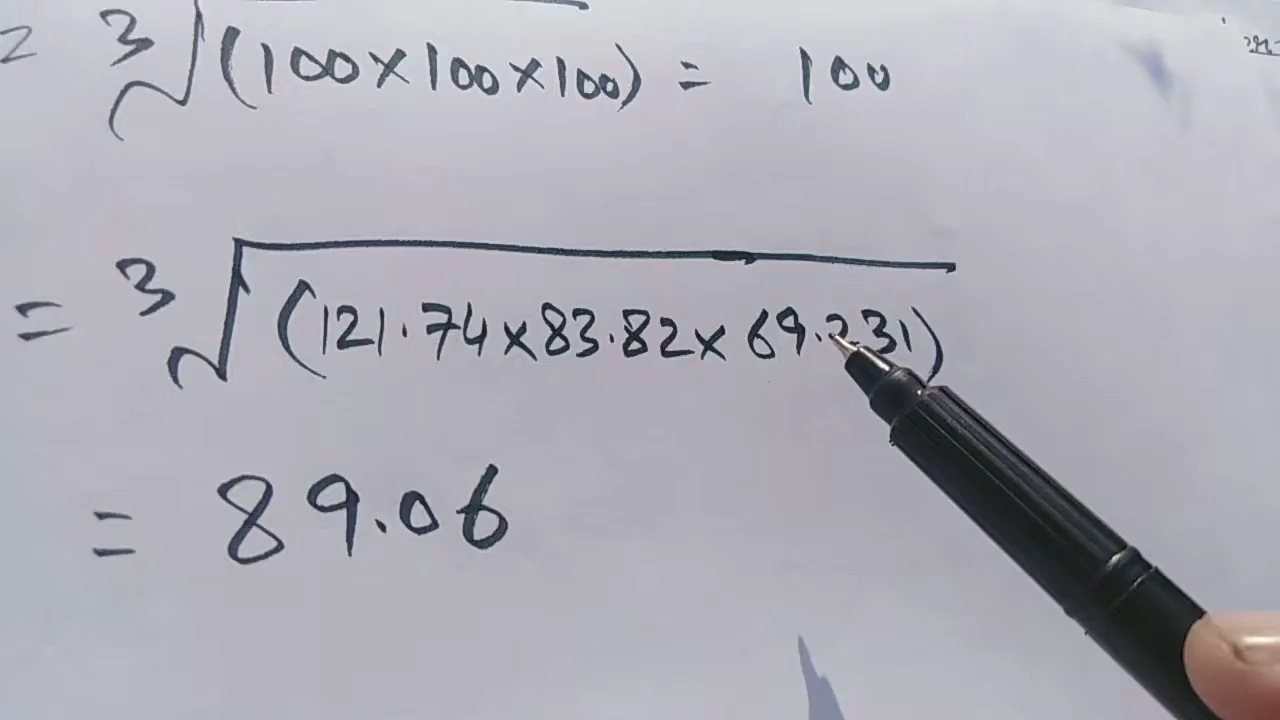 = ³√(100×100×100) = 100
= ³√(121.74×83.82×69.231)
= 89.06